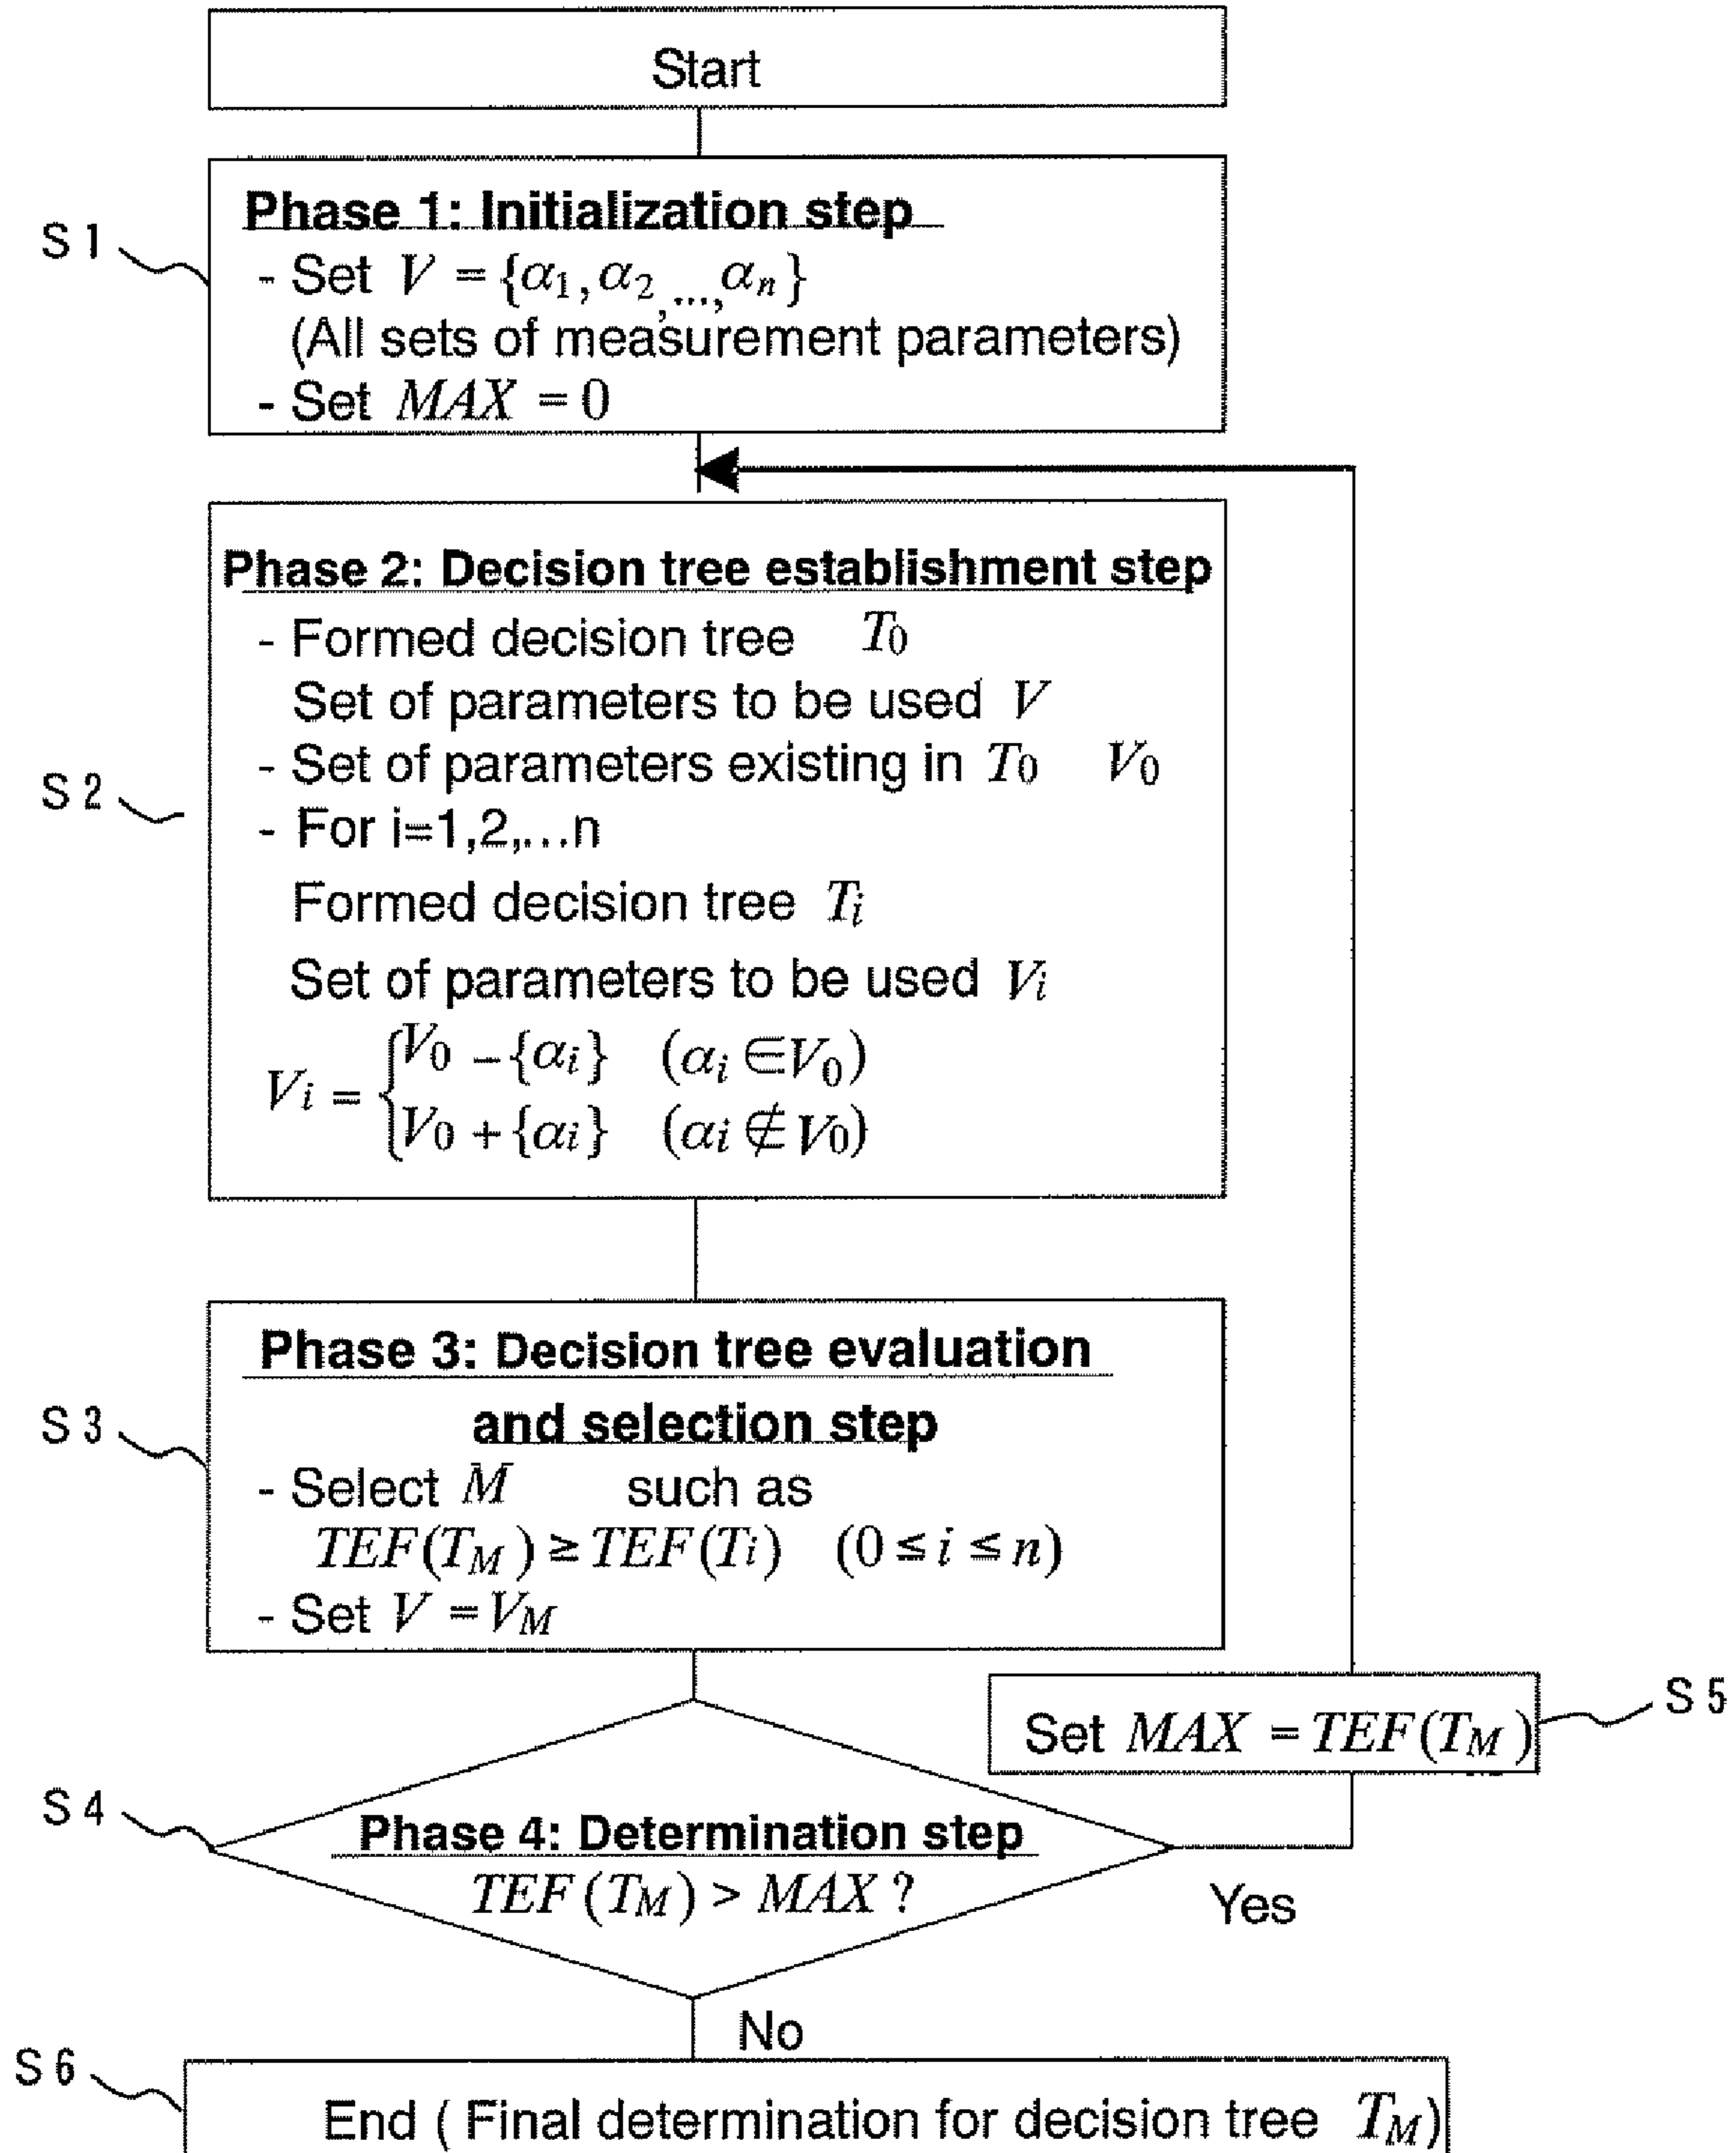 Start
S 1
Phase 1: Initialization step
- Set V = {α₁, α₂, ..., αₙ}
(All sets of measurement parameters)
- Set MAX = 0
S 2
Phase 2: Decision tree establishment step
- Formed decision tree T₀
Set of parameters to be used V
- Set of parameters existing in T₀ V₀
- For i=1,2,...n
Formed decision tree Tᵢ
Set of parameters to be used Vᵢ
Vᵢ = { V₀ - {αᵢ} (αᵢ ∈ V₀)
V₀ + {αᵢ} (αᵢ ∉ V₀)
S 3
Phase 3: Decision tree evaluation
and selection step
- Select M such as
TEF(T_M) ≥ TEF(Tᵢ) (0 ≦ i ≦ n)
- Set V = V_M
S 5
Set MAX = TEF(T_M)
S 4
Phase 4: Determination step
TEF(T_M) > MAX ?
Yes
No
S 6
End ( Final determination for decision tree T_M)